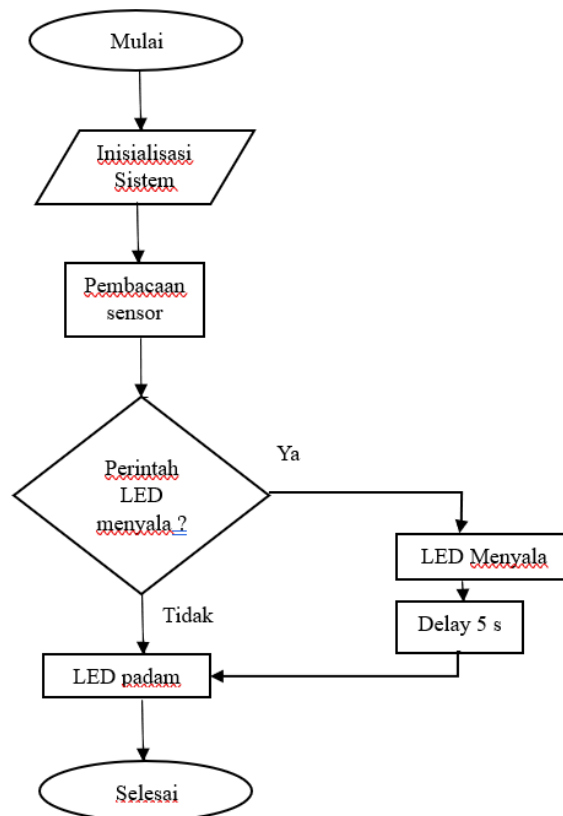 Mulai
Inisialisasi
Sistem
Pembacaan
sensor
Perintah
LED
menyala ?
Ya
LED Menyala
Delay 5 s
Tidak
LED padam
Selesai